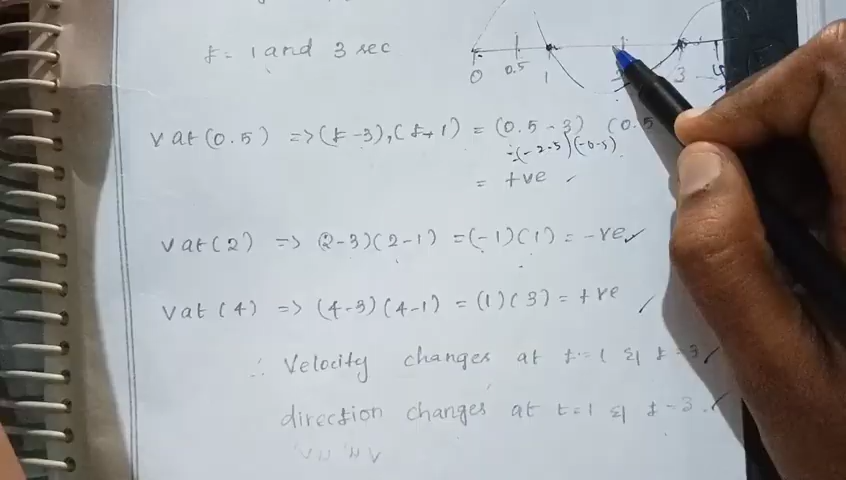 t = 1 and 3 sec
0 0.5 1 3
v at (0.5) => (t-3), (t+1) = (0.5-3) (0.5
= (-2.5)(-0.5)
= +ve ✓
v at (2) => (2-3)(2-1) = (-1)(1) = -ve ✓
v at (4) => (4-3)(4-1) = (1)(3) = +ve ✓
∴ Velocity changes at t=1 & t=3 ✓
direction changes at t=1 & t=3. ✓